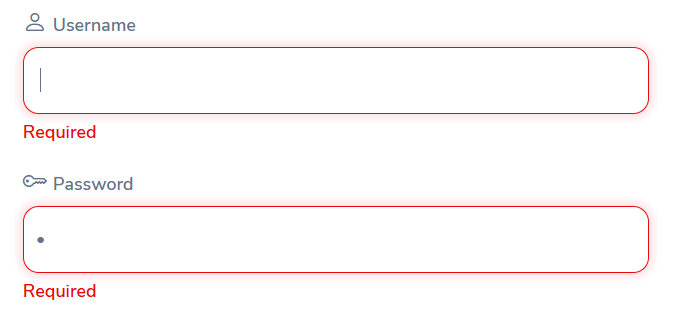 Username
Required
Password
•
Required